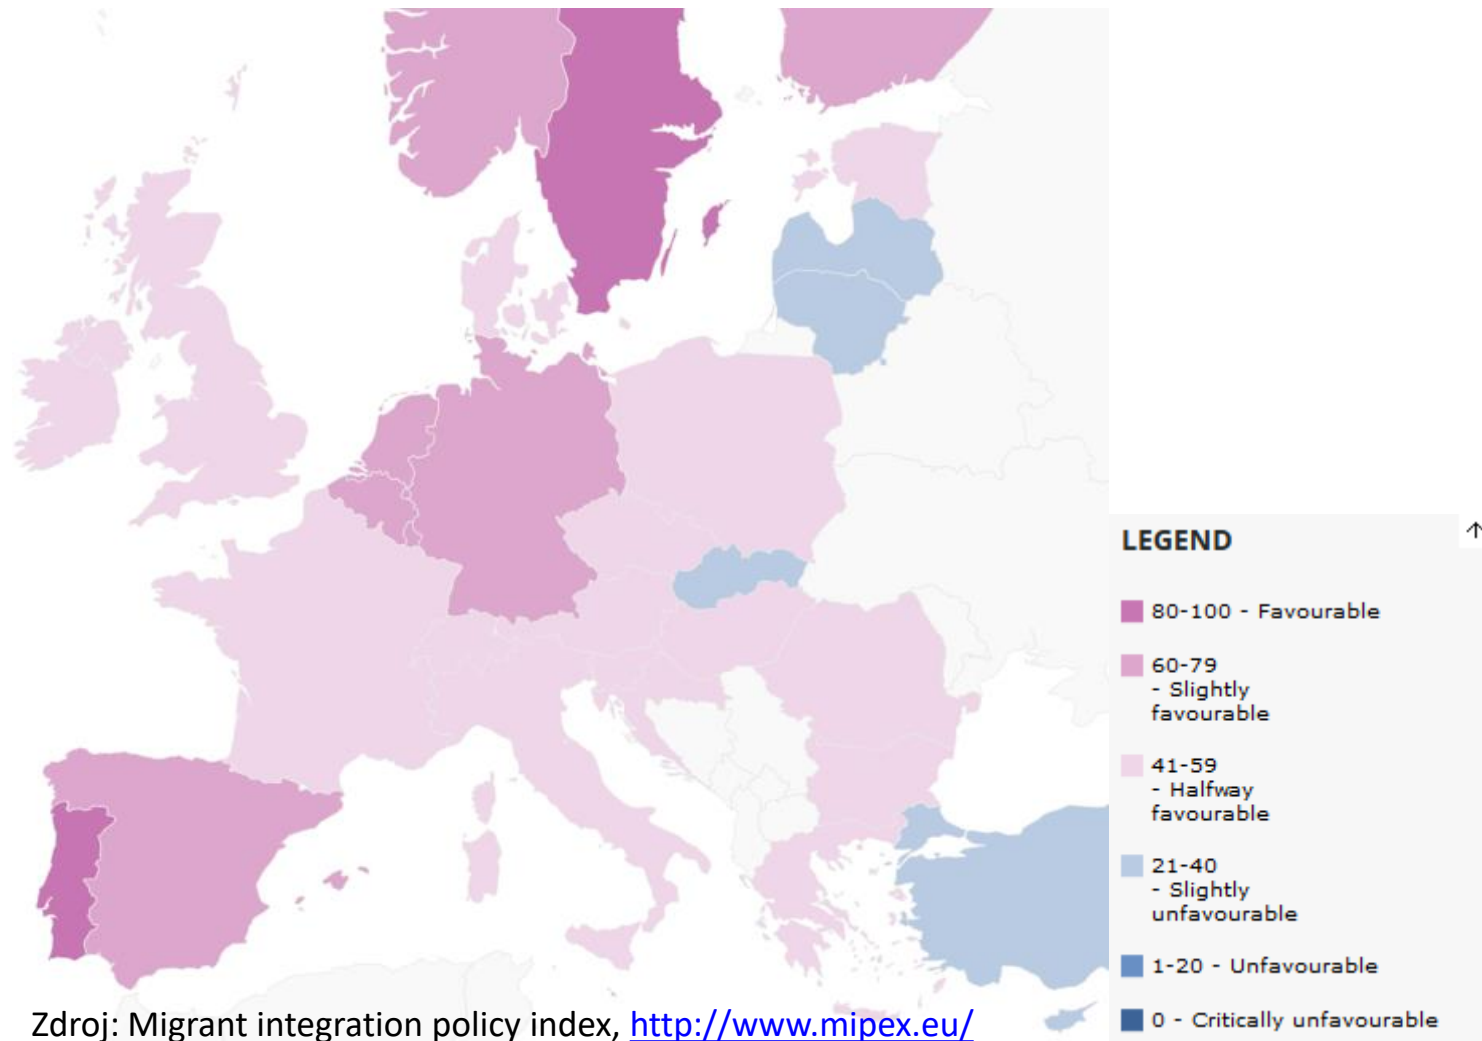 LEGEND
80-100 - Favourable
60-79
- Slightly
favourable
41-59
- Halfway
favourable
21-40
- Slightly
unfavourable
1-20 - Unfavourable
0 - Critically unfavourable
Zdroj: Migrant integration policy index, http://www.mipex.eu/